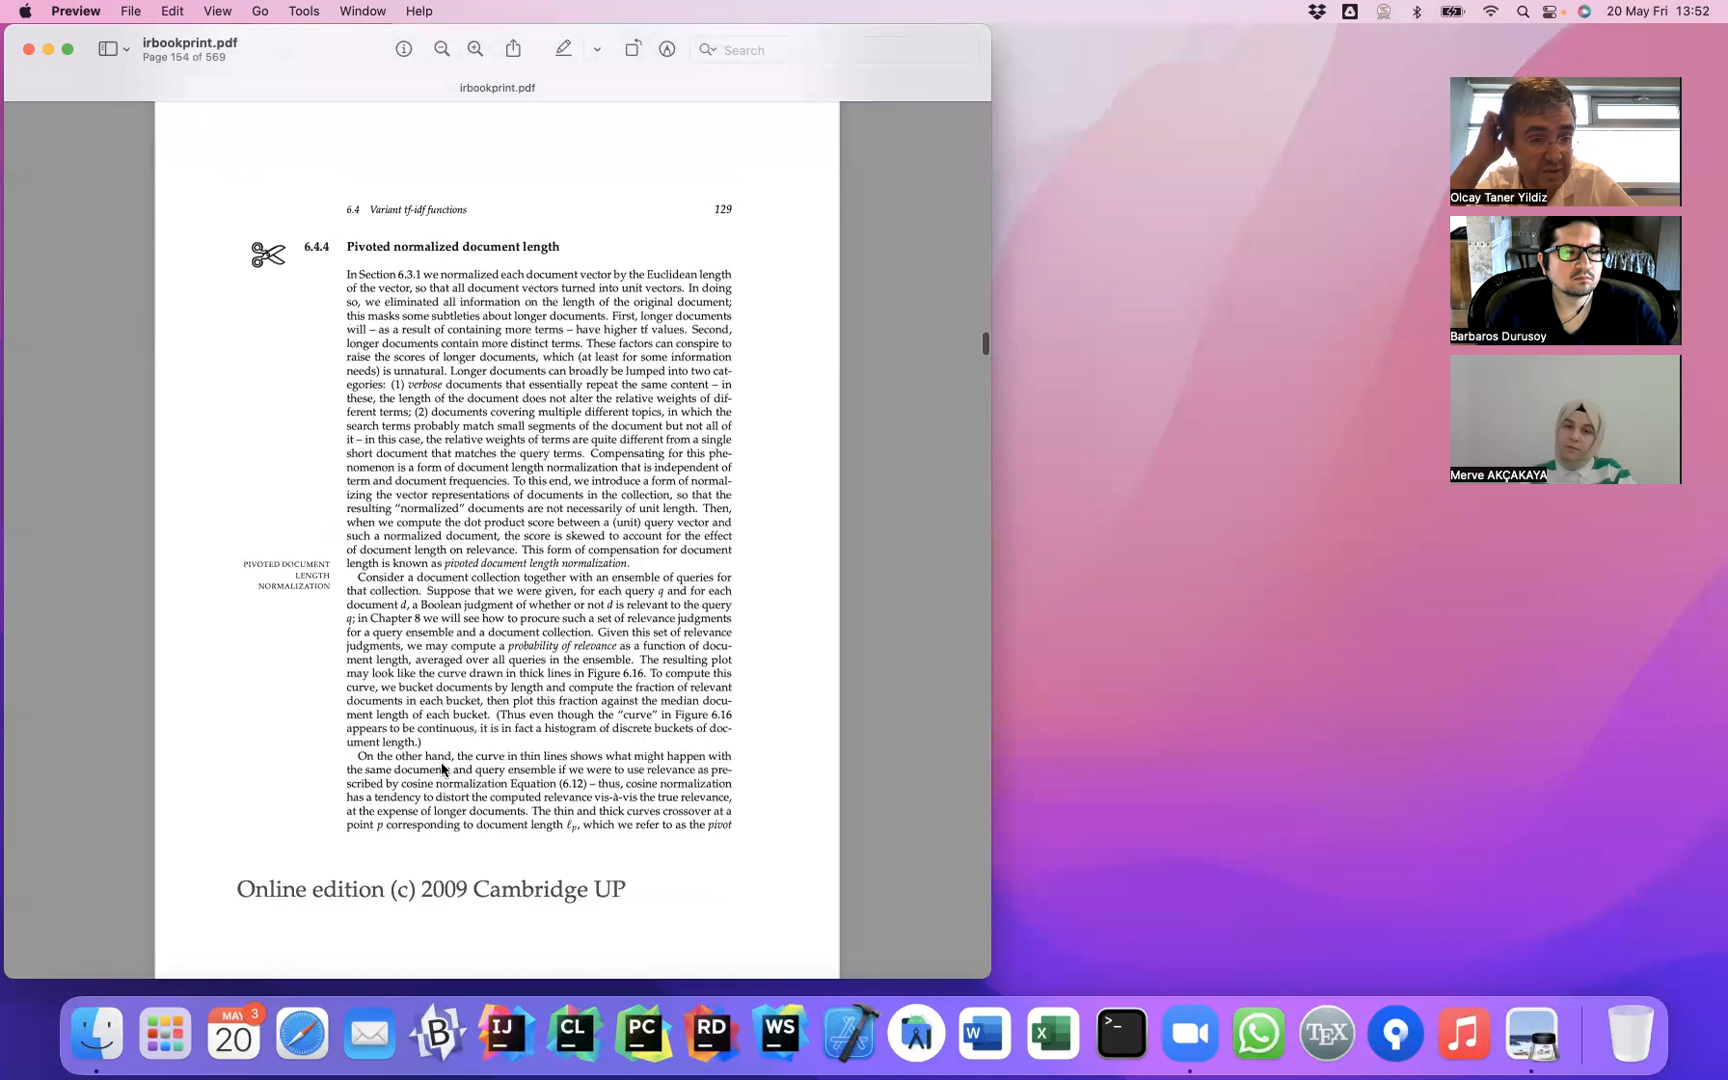 Preview File Edit View Go Tools Window Help
20 May Fri 13:52
irbookprint.pdf
Page 154 of 569
Search
irbookprint.pdf
6.4 Variant tf-idf functions
129
6.4.4 Pivoted normalized document length
In Section 6.3.1 we normalized each document vector by the Euclidean length
of the vector, so that all document vectors turned into unit vectors. In doing
so, we eliminated all information on the length of the original document;
this masks some subtleties about longer documents. First, longer documents
will – as a result of containing more terms – have higher tf values. Second,
longer documents contain more distinct terms. These factors can conspire to
raise the scores of longer documents, which (at least for some information
needs) is unnatural. Longer documents can broadly be lumped into two cat-
egories: (1) verbose documents that essentially repeat the same content – in
these, the length of the document does not alter the relative weights of dif-
ferent terms; (2) documents covering multiple different topics, in which the
search terms probably match small segments of the document but not all of
it – in this case, the relative weights of terms are quite different from a single
short document that matches the query terms. Compensating for this phe-
nomenon is a form of document length normalization that is independent of
term and document frequencies. To this end, we introduce a form of normal-
izing the vector representations of documents in the collection, so that the
resulting “normalized” documents are not necessarily of unit length. Then,
when we compute the dot product score between a (unit) query vector and
such a normalized document, the score is skewed to account for the effect
of document length on relevance. This form of compensation for document
length is known as pivoted document length normalization.
PIVOTED DOCUMENT
LENGTH
NORMALIZATION
Consider a document collection together with an ensemble of queries for
that collection. Suppose that we were given, for each query q and for each
document d, a Boolean judgment of whether or not d is relevant to the query
q; in Chapter 8 we will see how to procure such a set of relevance judgments
for a query ensemble and a document collection. Given this set of relevance
judgments, we may compute a probability of relevance as a function of docu-
ment length, averaged over all queries in the ensemble. The resulting plot
may look like the curve drawn in thick lines in Figure 6.16. To compute this
curve, we bucket documents by length and compute the fraction of relevant
documents in each bucket, then plot this fraction against the median docu-
ment length of each bucket. (Thus even though the “curve” in Figure 6.16
appears to be continuous, it is in fact a histogram of discrete buckets of doc-
ument length.)
On the other hand, the curve in thin lines shows what might happen with
the same documents and query ensemble if we were to use relevance as pre-
scribed by cosine normalization Equation (6.12) – thus, cosine normalization
has a tendency to distort the computed relevance vis-à-vis the true relevance,
at the expense of longer documents. The thin and thick curves crossover at a
point p corresponding to document length ℓp, which we refer to as the pivot
Online edition (c) 2009 Cambridge UP
Olcay Taner Yildiz
Barbaros Durusoy
Merve AKÇAKAYA
MAY 3
20
B
IJ
CL
PC
RD
WS
W
X
>_
TEX